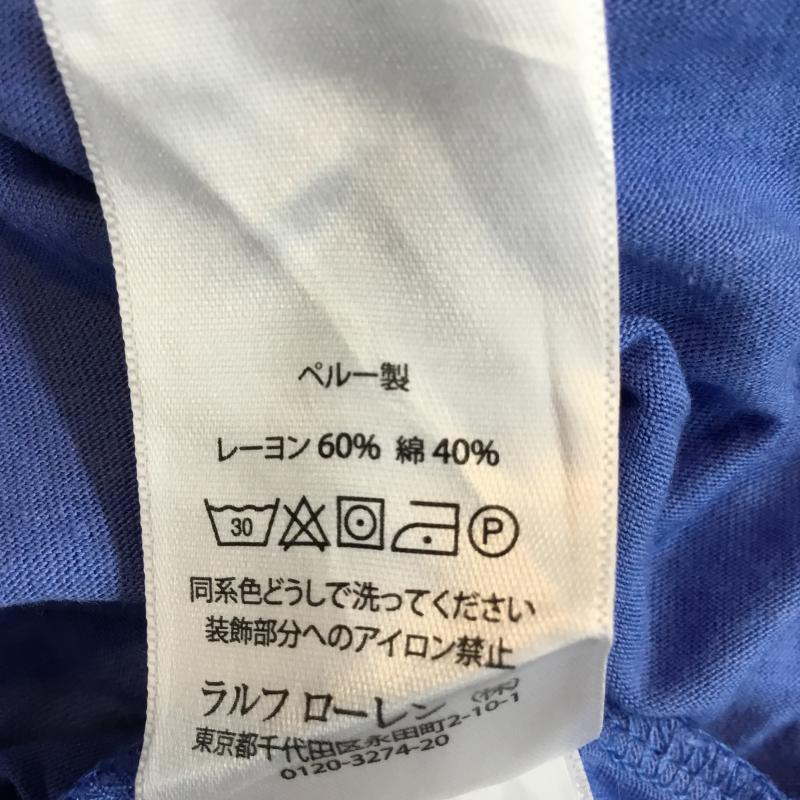 ペルー製
レーヨン 60% 綿 40%
30 P
同系色どうしで洗ってください
装飾部分へのアイロン禁止
ラルフ ローレン (株)
東京都千代田区永田町2-10-1
0120-3274-20